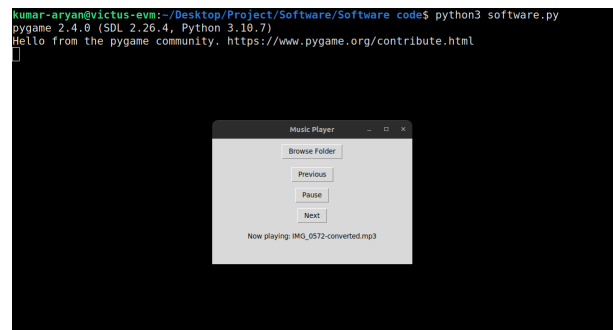 kumar-aryan@victus-evm:~/Desktop/Project/Software/Software code$ python3 software.py
pygame 2.4.0 (SDL 2.26.4, Python 3.10.7)
Hello from the pygame community. https://www.pygame.org/contribute.html
Music Player
Browse Folder
Previous
Pause
Next
Now playing: IMG_0572-converted.mp3